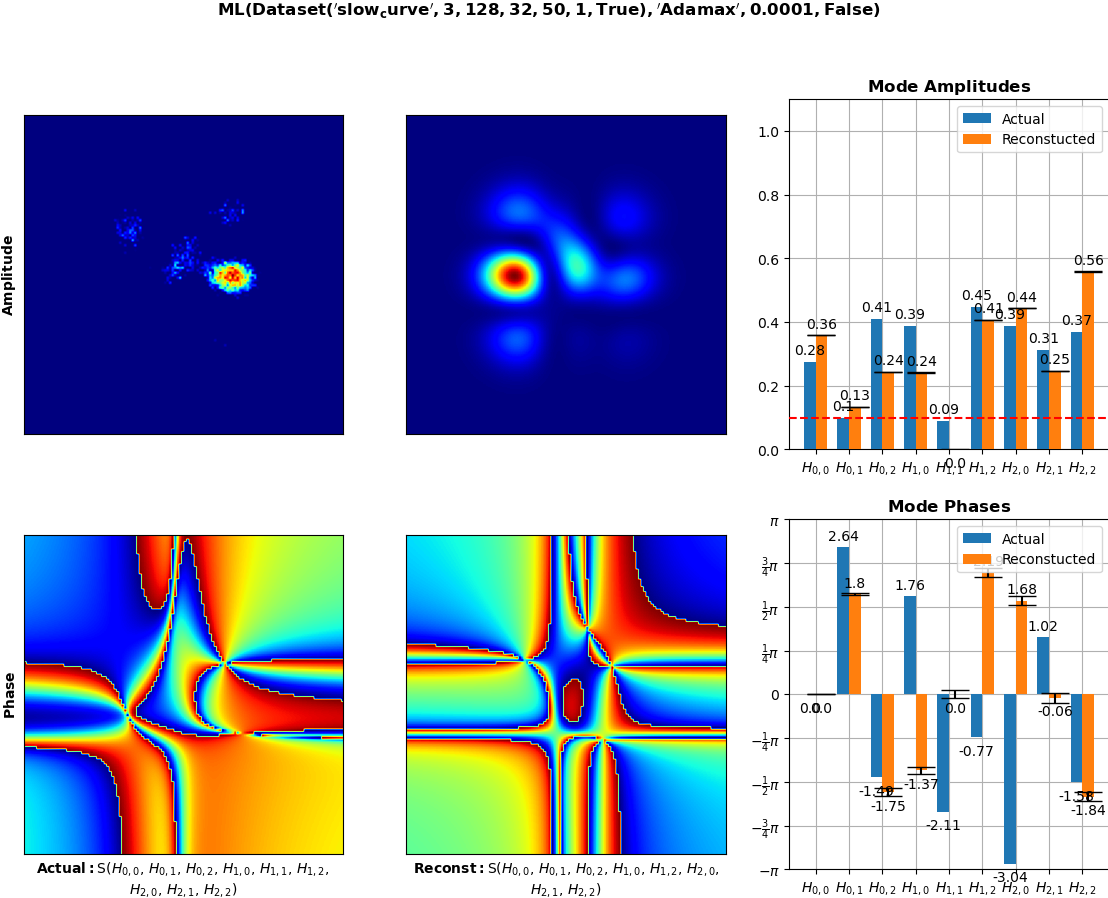 ML(Dataset('slow_curve', 3, 128, 32, 50, 1, True), 'Adamax', 0.0001, False)
Amplitude
Mode Amplitudes
Actual
Reconstucted
1.0
0.8
0.6
0.4
0.2
0.0
0.28
0.36
0.1
0.13
0.41
0.24
0.39
0.24
0.09
0.0
0.45
0.41
0.39
0.44
0.31
0.25
0.37
0.56
H0,0 H0,1 H0,2 H1,0 H1,1 H1,2 H2,0 H2,1 H2,2
Phase
Actual: S(H0,0, H0,1, H0,2, H1,0, H1,1, H1,2,
H2,0, H2,1, H2,2)
Reconst: S(H0,0, H0,1, H0,2, H1,0, H1,2, H2,0,
H2,1, H2,2)
Mode Phases
Actual
Reconstucted
π
3/4π
1/2π
1/4π
0
−1/4π
−1/2π
−3/4π
−π
0.0
0.0
2.64
1.8
-1.49
-1.75
1.76
-1.37
-2.11
0.0
-0.77
-3.04
1.68
1.02
-0.06
-1.58
-1.84
H0,0 H0,1 H0,2 H1,0 H1,1 H1,2 H2,0 H2,1 H2,2